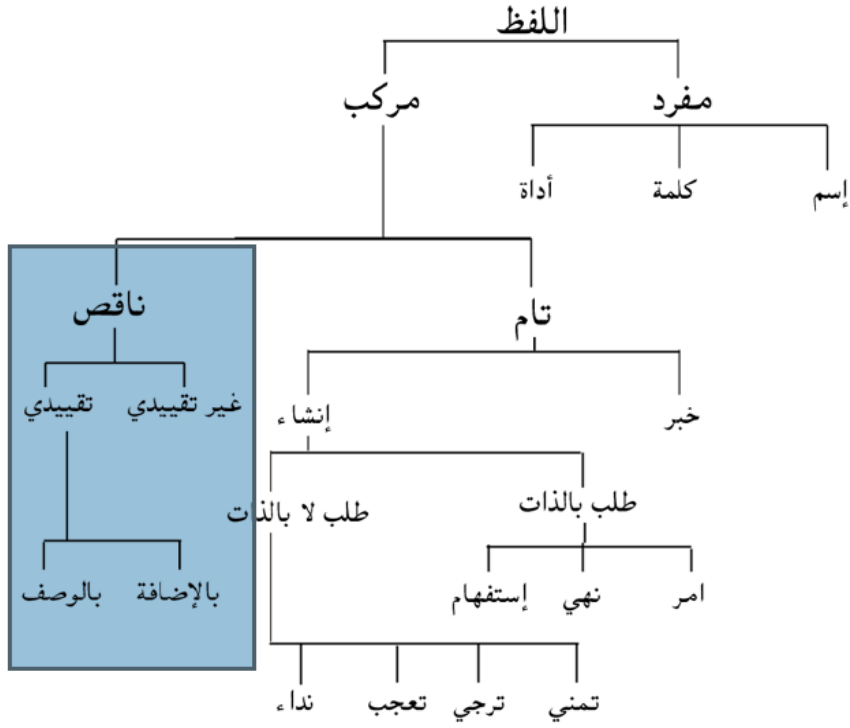 اللفظ
مفرد مركب
إسم كلمة أداة
تام ناقص
خبر إنشاء غير تقييدي تقييدي
طلب بالذات طلب لا بالذات
امر نهي إستفهام بالإضافة بالوصف
تمني ترجي تعجب نداء